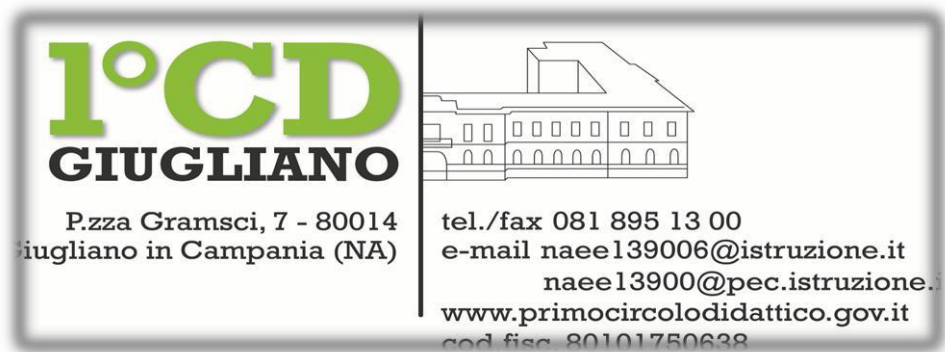 1°CD
GIUGLIANO
P.zza Gramsci, 7 - 80014
Giugliano in Campania (NA)
tel./fax 081 895 13 00
e-mail naee139006@istruzione.it
naee13900@pec.istruzione.i
www.primocircolodidattico.gov.it
cod.fisc. 80101750638